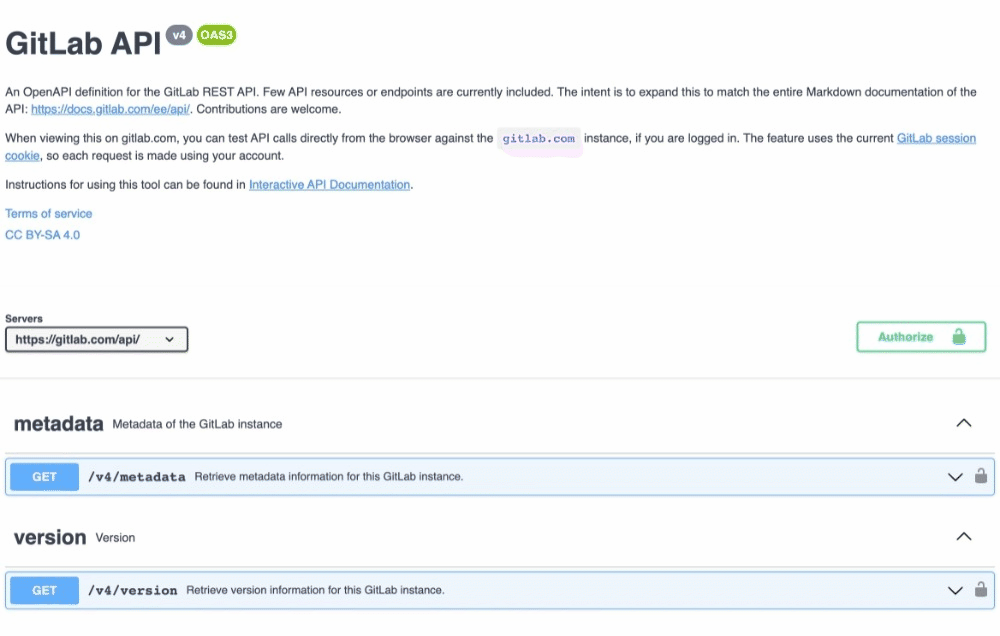 GitLab API v4 OAS3
An OpenAPI definition for the GitLab REST API. Few API resources or endpoints are currently included. The intent is to expand this to match the entire Markdown documentation of the
API: https://docs.gitlab.com/ee/api/. Contributions are welcome.
When viewing this on gitlab.com, you can test API calls directly from the browser against the gitlab.com instance, if you are logged in. The feature uses the current GitLab session
cookie, so each request is made using your account.
Instructions for using this tool can be found in Interactive API Documentation.
Terms of service
CC BY-SA 4.0
Servers
https://gitlab.com/api/
Authorize
metadata Metadata of the GitLab instance
GET /v4/metadata Retrieve metadata information for this GitLab instance.
version Version
GET /v4/version Retrieve version information for this GitLab instance.